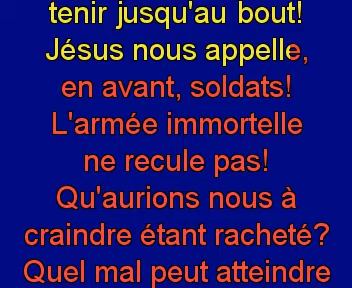 tenir jusqu'au bout!
Jésus nous appelle,
en avant, soldats!
L'armée immortelle
ne recule pas!
Qu'aurions nous à
craindre étant racheté?
Quel mal peut atteindre